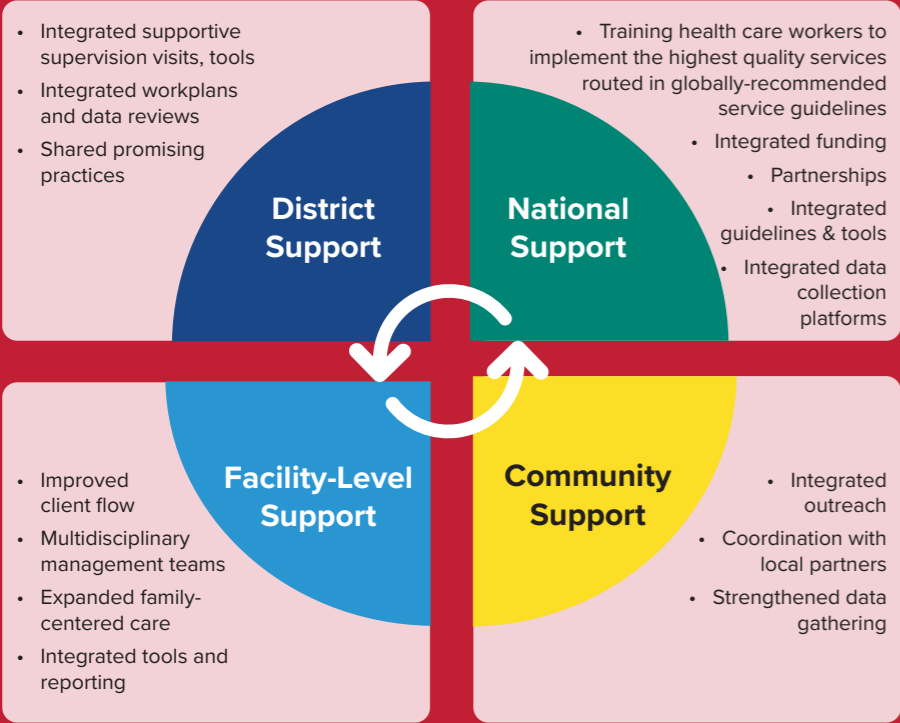 • Integrated supportive
supervision visits, tools
• Integrated workplans
and data reviews
• Shared promising
practices
District
Support
• Training health care workers to
implement the highest quality services
routed in globally-recommended
service guidelines
• Integrated funding
• Partnerships
• Integrated
guidelines & tools
• Integrated data
collection
platforms
National
Support
• Improved
client flow
• Multidisciplinary
management teams
• Expanded family-
centered care
• Integrated tools and
reporting
Facility-Level
Support
Community
Support
• Integrated
outreach
• Coordination with
local partners
• Strengthened data
gathering